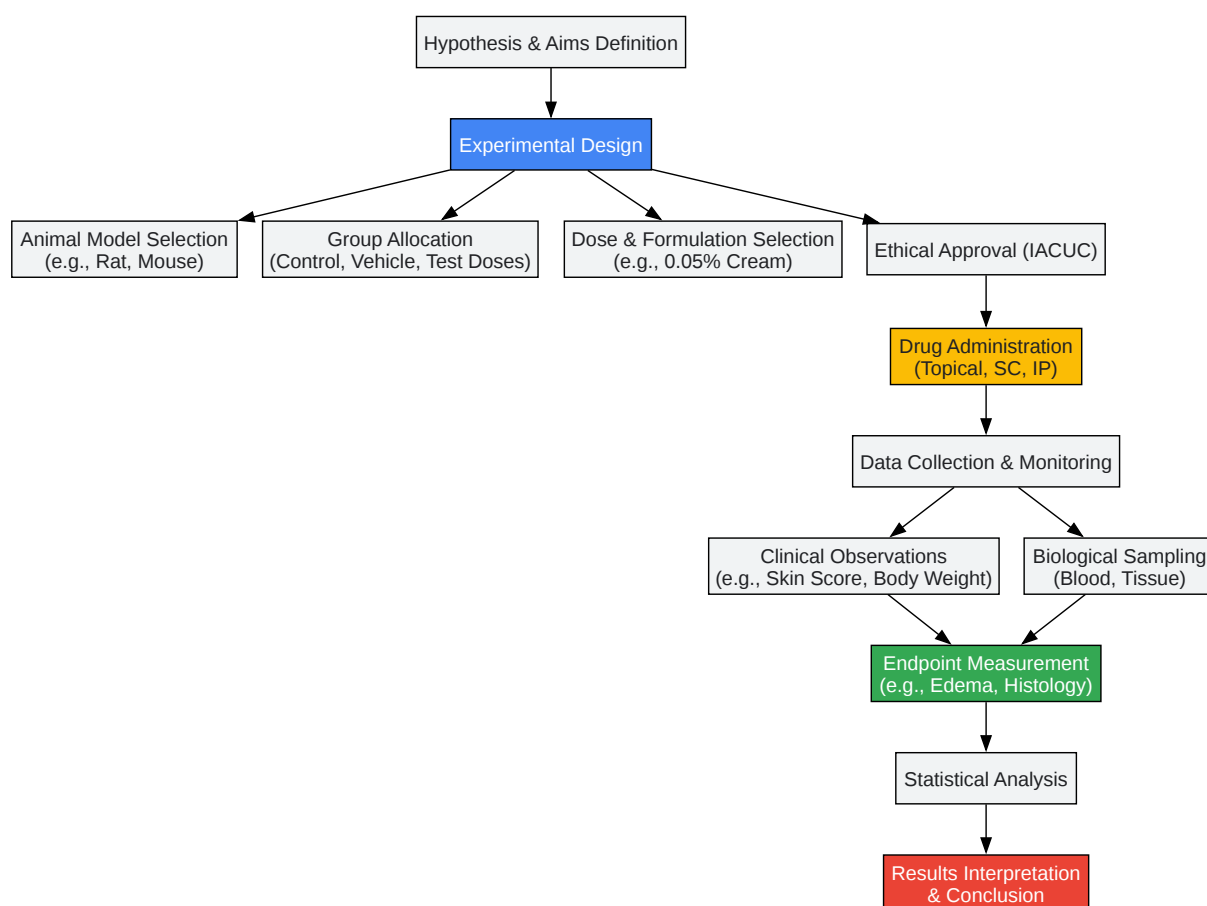 Hypothesis & Aims Definition
Experimental Design
Animal Model Selection
(e.g., Rat, Mouse)
Group Allocation
(Control, Vehicle, Test Doses)
Dose & Formulation Selection
(e.g., 0.05% Cream)
Ethical Approval (IACUC)
Drug Administration
(Topical, SC, IP)
Data Collection & Monitoring
Clinical Observations
(e.g., Skin Score, Body Weight)
Biological Sampling
(Blood, Tissue)
Endpoint Measurement
(e.g., Edema, Histology)
Statistical Analysis
Results Interpretation
& Conclusion